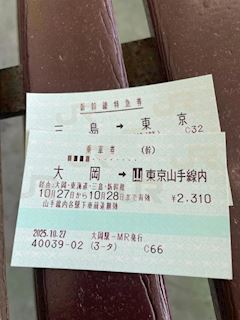 新幹線特急券
三島 → 東京
C32
乗車券 (幹)
大岡 → 山 東京山手線内
経由:大岡・東海道・三島・新幹線
10月27日から10月28日まで有効 ¥2,310
山手線内各駅下車前途無効
2025.10.27 大岡駅-MR発行
40039-02 (3-タ) C66